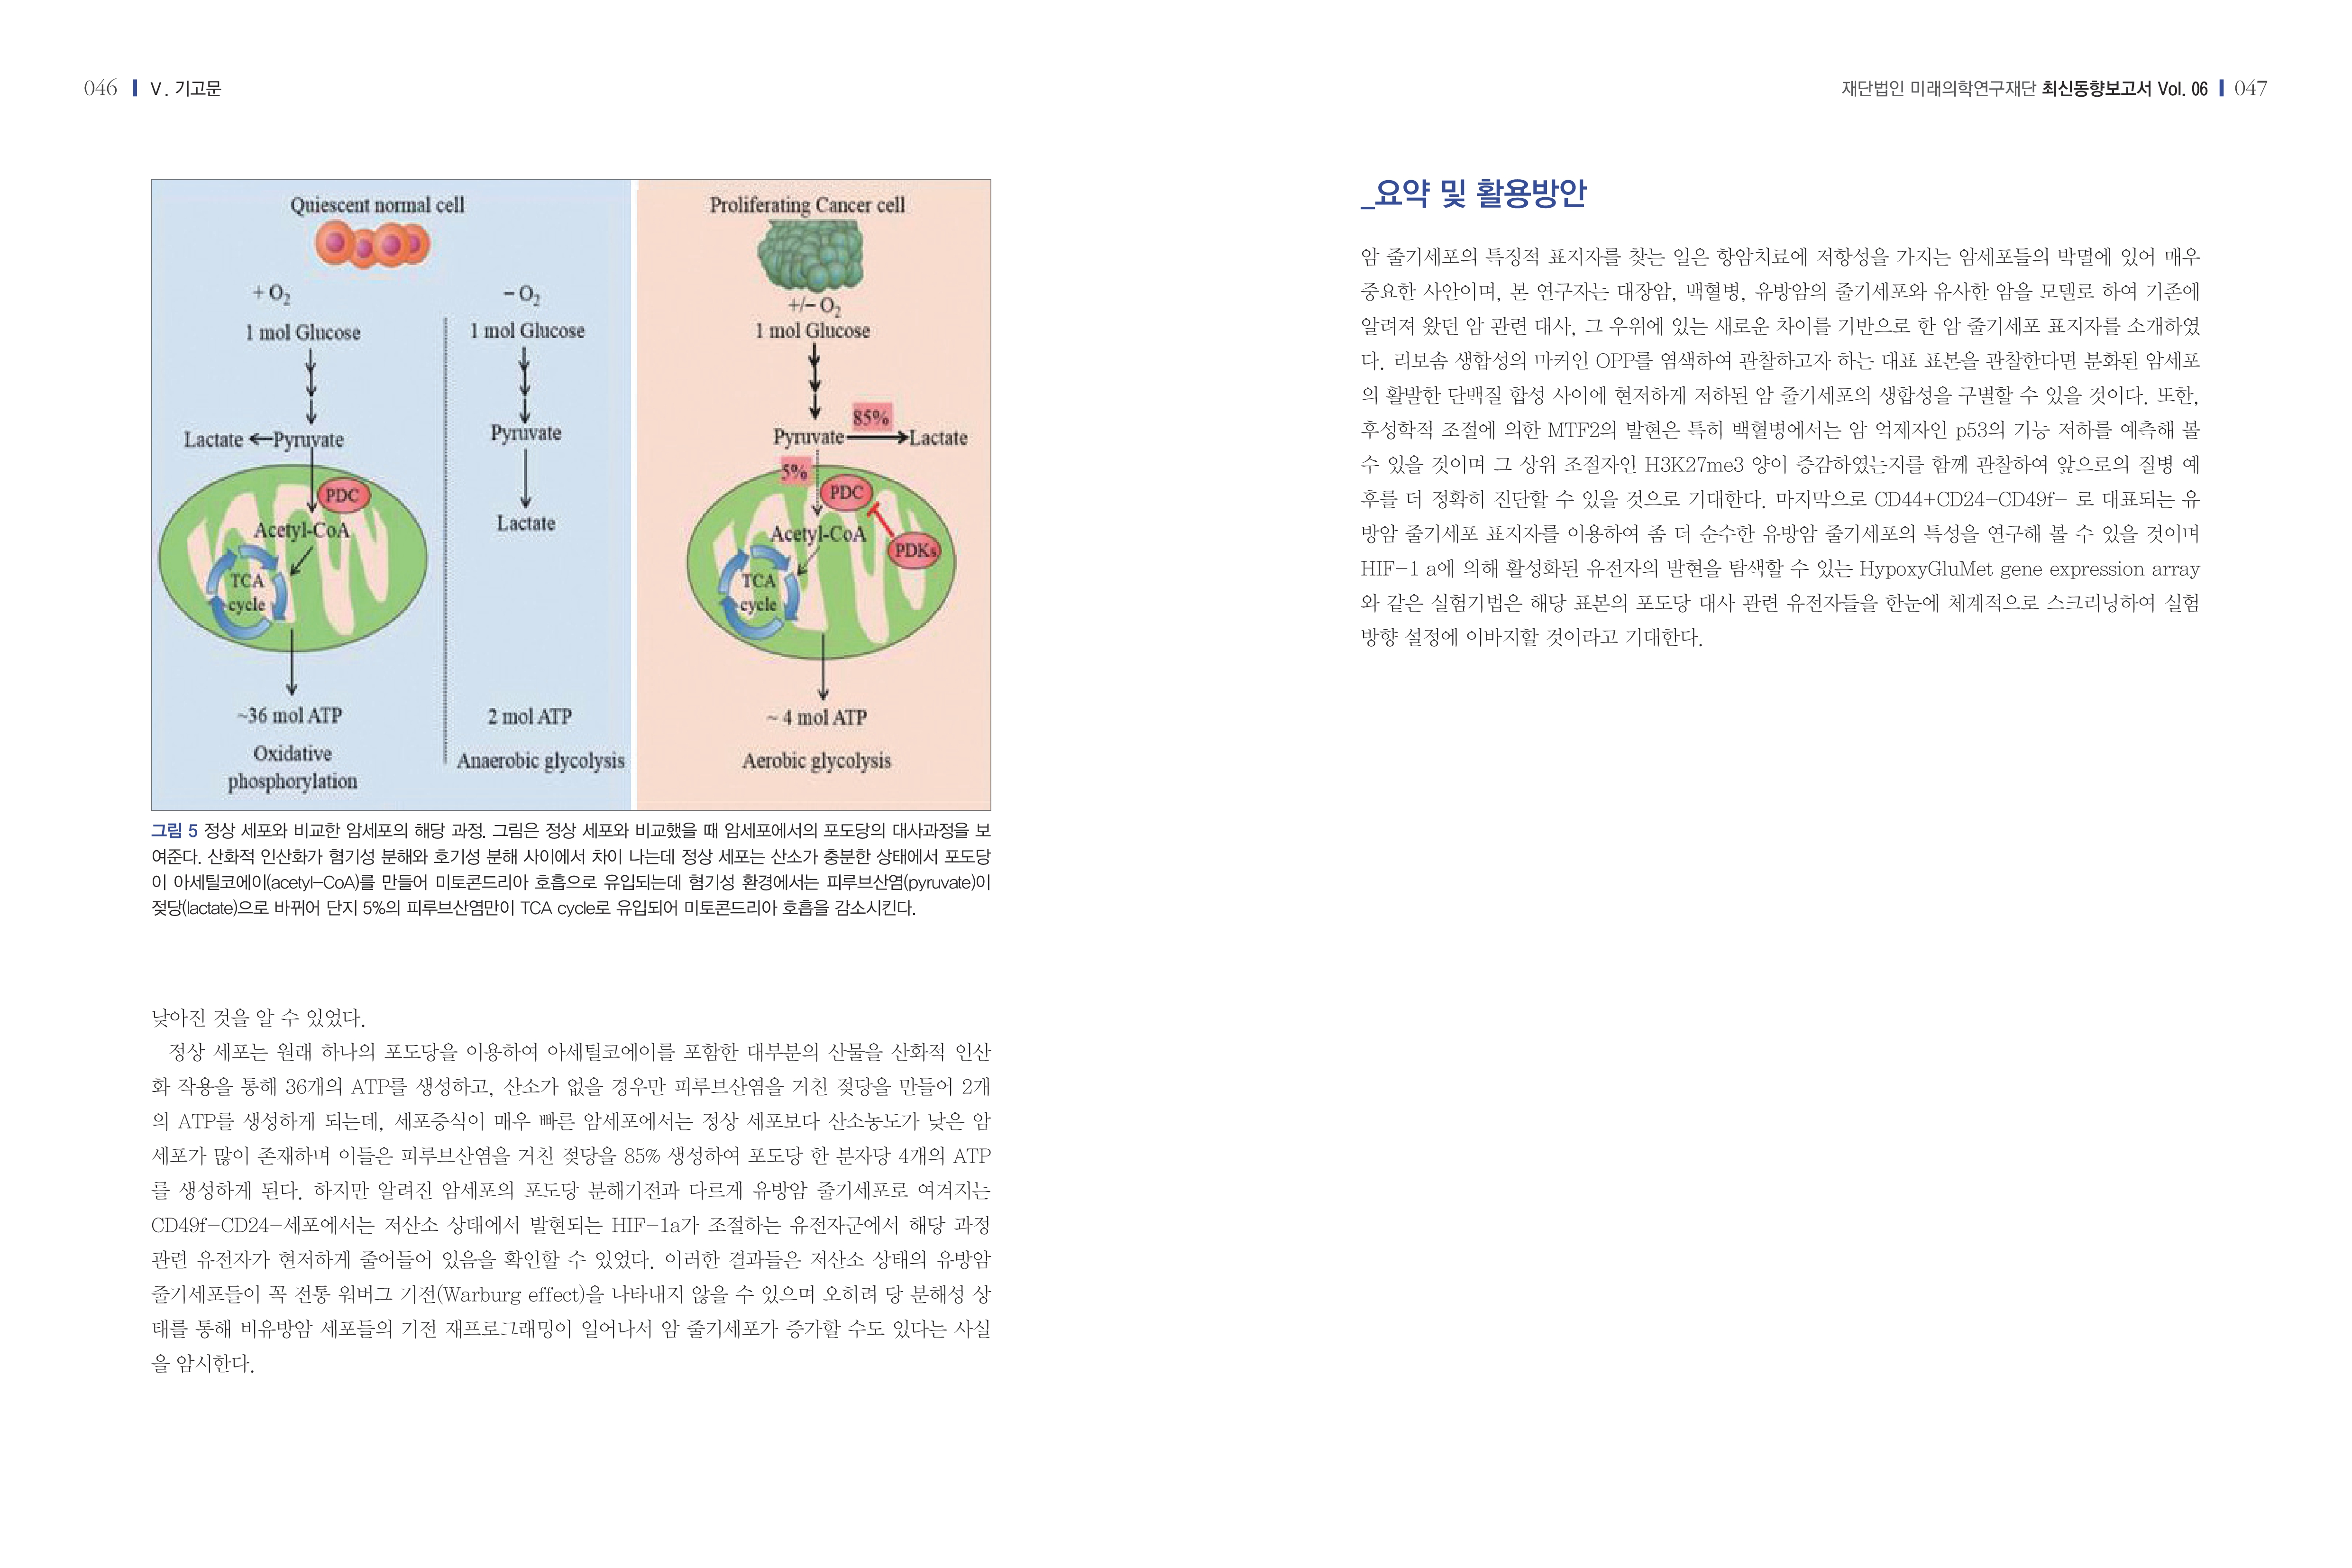 046 V. 기고문
Quiescent normal cell
+ O2
1 mol Glucose
Lactate
Pyruvate
PDC
Acetyl-CoA
TCA
cycle
~36 mol ATP
Oxidative
phosphorylation
- O2
1 mol Glucose
Pyruvate
Lactate
2 mol ATP
Anaerobic glycolysis
Proliferating Cancer cell
+/- O2
1 mol Glucose
85%
Pyruvate
Lactate
5%
PDC
Acetyl-CoA
PDKs
TCA
cycle
~ 4 mol ATP
Aerobic glycolysis
그림 5 정상 세포와 비교한 암세포의 해당 과정. 그림은 정상 세포와 비교했을 때 암세포에서의 포도당의 대사과정을 보
여준다. 산화적 인산화가 혐기성 분해와 호기성 분해 사이에서 차이 나는데 정상 세포는 산소가 충분한 상태에서 포도당
이 아세틸코에이(acetyl-CoA)를 만들어 미토콘드리아 호흡으로 유입되는데 혐기성 환경에서는 피루브산염(pyruvate)이
젖당(lactate)으로 바뀌어 단지 5%의 피루브산염만이 TCA cycle로 유입되어 미토콘드리아 호흡을 감소시킨다.
낮아진 것을 알 수 있었다.
정상 세포는 원래 하나의 포도당을 이용하여 아세틸코에이를 포함한 대부분의 산물을 산화적 인산
화 작용을 통해 36개의 ATP를 생성하고, 산소가 없을 경우만 피루브산염을 거친 젖당을 만들어 2개
의 ATP를 생성하게 되는데, 세포증식이 매우 빠른 암세포에서는 정상 세포보다 산소농도가 낮은 암
세포가 많이 존재하며 이들은 피루브산염을 거친 젖당을 85% 생성하여 포도당 한 분자당 4개의 ATP
를 생성하게 된다. 하지만 알려진 암세포의 포도당 분해기전과 다르게 유방암 줄기세포로 여겨지는
CD49f-CD24-세포에서는 저산소 상태에서 발현되는 HIF-1a가 조절하는 유전자군에서 해당 과정
관련 유전자가 현저하게 줄어들어 있음을 확인할 수 있었다. 이러한 결과들은 저산소 상태의 유방암
줄기세포들이 꼭 전통 워버그 기전(Warburg effect)을 나타내지 않을 수 있으며 오히려 당 분해성 상
태를 통해 비유방암 세포들의 기전 재프로그래밍이 일어나서 암 줄기세포가 증가할 수도 있다는 사실
을 암시한다.
재단법인 미래의학연구재단 최신동향보고서 Vol. 06 047
_요약 및 활용방안
암 줄기세포의 특징적 표지자를 찾는 일은 항암치료에 저항성을 가지는 암세포들의 박멸에 있어 매우
중요한 사안이며, 본 연구자는 대장암, 백혈병, 유방암의 줄기세포와 유사한 암을 모델로 하여 기존에
알려져 왔던 암 관련 대사, 그 우위에 있는 새로운 차이를 기반으로 한 암 줄기세포 표지자를 소개하였
다. 리보솜 생합성의 마커인 OPP를 염색하여 관찰하고자 하는 대표 표본을 관찰한다면 분화된 암세포
의 활발한 단백질 합성 사이에 현저하게 저하된 암 줄기세포의 생합성을 구별할 수 있을 것이다. 또한,
후성학적 조절에 의한 MTF2의 발현은 특히 백혈병에서는 암 억제자인 p53의 기능 저하를 예측해 볼
수 있을 것이며 그 상위 조절자인 H3K27me3 양이 증감하였는지를 함께 관찰하여 앞으로의 질병 예
후를 더 정확히 진단할 수 있을 것으로 기대한다. 마지막으로 CD44+CD24-CD49f- 로 대표되는 유
방암 줄기세포 표지자를 이용하여 좀 더 순수한 유방암 줄기세포의 특성을 연구해 볼 수 있을 것이며
HIF-1 a에 의해 활성화된 유전자의 발현을 탐색할 수 있는 HypoxyGluMet gene expression array
와 같은 실험기법은 해당 표본의 포도당 대사 관련 유전자들을 한눈에 체계적으로 스크리닝하여 실험
방향 설정에 이바지할 것이라고 기대한다.